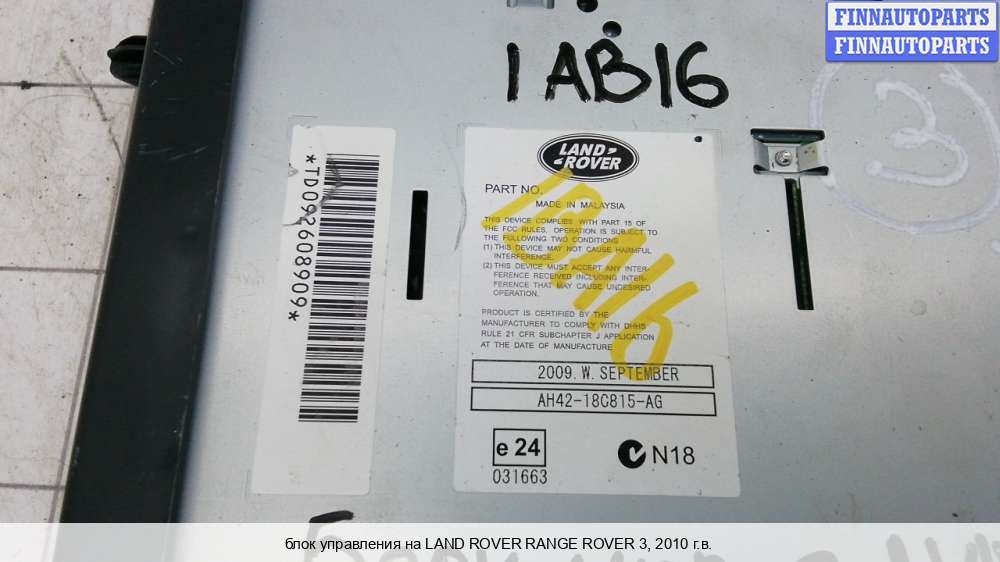 FINNAUTOPARTS
FINNAUTOPARTS
1AB16
3
LAND
ROVER
PART NO.
MADE IN MALAYSIA
THIS DEVICE COMPLIES WITH PART 15 OF
THE FCC RULES. OPERATION IS SUBJECT TO
THE FOLLOWING TWO CONDITIONS
(1) THIS DEVICE MAY NOT CAUSE HARMFUL
INTERFERENCE.
(2) THIS DEVICE MUST ACCEPT ANY INTER-
FERENCE RECEIVED INCLUDING INTER-
FERENCE THAT MAY CAUSE UNDESIRED
OPERATION.
PRODUCT IS CERTIFIED BY THE
MANUFACTURER TO COMPLY WITH DHHS
RULE 21 CFR SUBCHAPTER J APPLICATION
AT THE DATE OF MANUFACTURE
2009. W. SEPTEMBER
AH42-18C815-AG
e 24
031663
N18
*TD092608909*
блок управления на LAND ROVER RANGE ROVER 3, 2010 г.в.